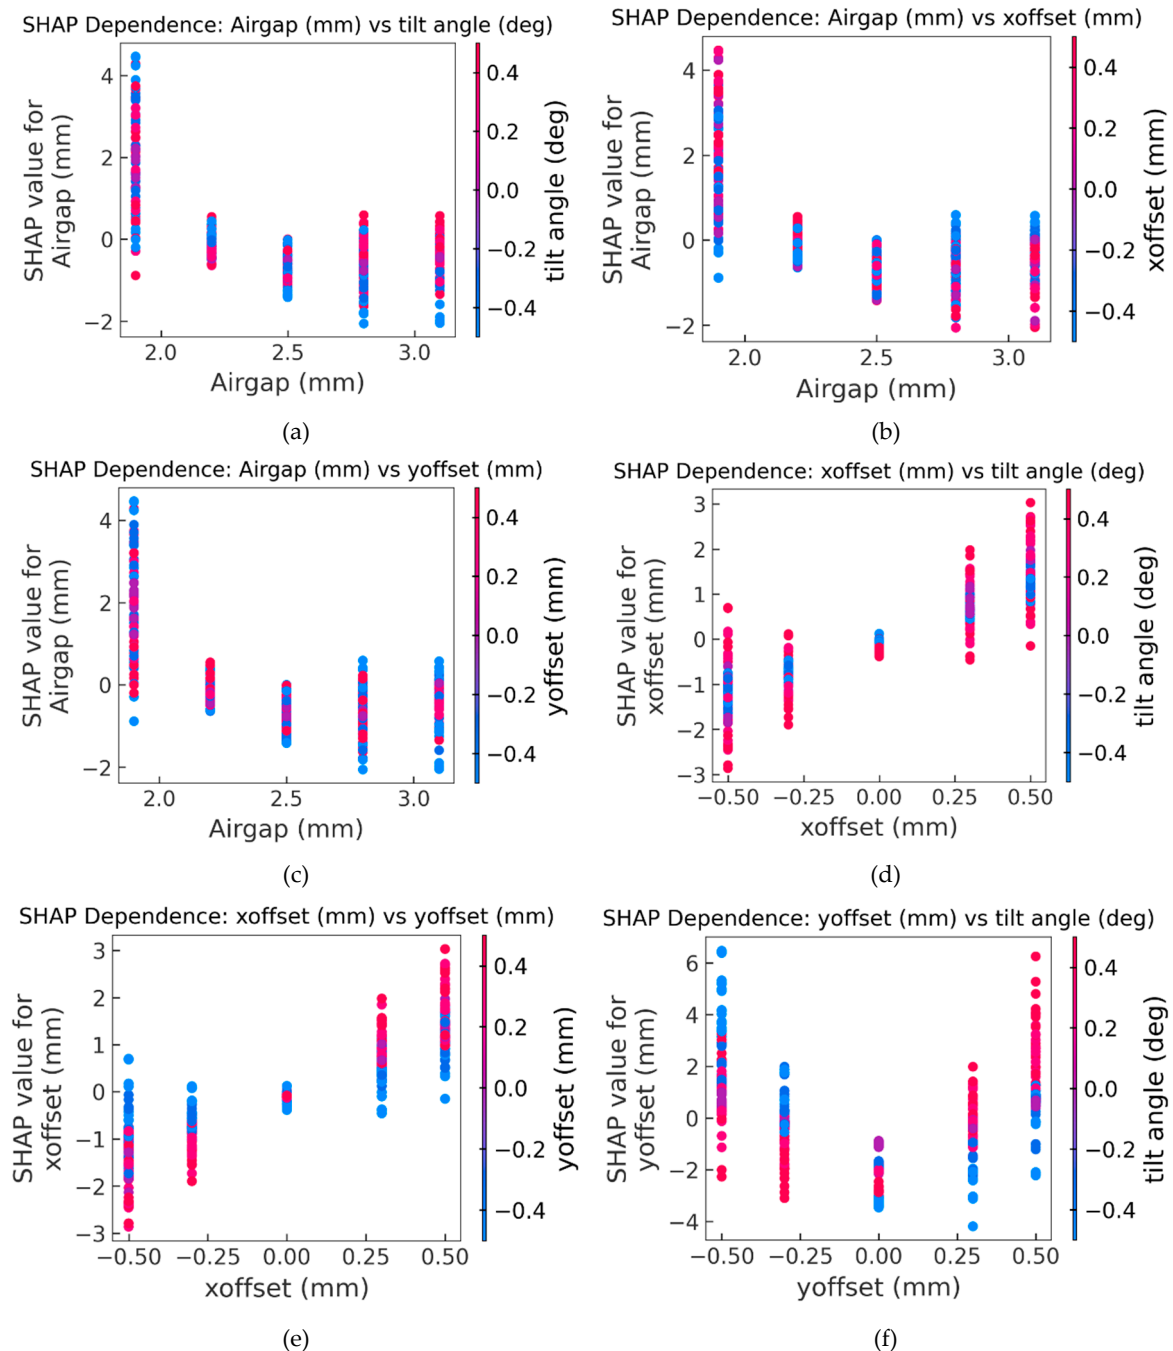 SHAP Dependence: Airgap (mm) vs tilt angle (deg)
SHAP value for
Airgap (mm)
4
2
0
−2
2.0 2.5 3.0
Airgap (mm)
0.4
0.2
0.0
−0.2
−0.4
tilt angle (deg)
(a)
SHAP Dependence: Airgap (mm) vs xoffset (mm)
SHAP value for
Airgap (mm)
4
2
0
−2
2.0 2.5 3.0
Airgap (mm)
0.4
0.2
0.0
−0.2
−0.4
xoffset (mm)
(b)
SHAP Dependence: Airgap (mm) vs yoffset (mm)
SHAP value for
Airgap (mm)
4
2
0
−2
2.0 2.5 3.0
Airgap (mm)
0.4
0.2
0.0
−0.2
−0.4
yoffset (mm)
(c)
SHAP Dependence: xoffset (mm) vs tilt angle (deg)
SHAP value for
xoffset (mm)
3
2
1
0
−1
−2
−3
−0.50 −0.25 0.00 0.25 0.50
xoffset (mm)
0.4
0.2
0.0
−0.2
−0.4
tilt angle (deg)
(d)
SHAP Dependence: xoffset (mm) vs yoffset (mm)
SHAP value for
xoffset (mm)
3
2
1
0
−1
−2
−3
−0.50 −0.25 0.00 0.25 0.50
xoffset (mm)
0.4
0.2
0.0
−0.2
−0.4
yoffset (mm)
(e)
SHAP Dependence: yoffset (mm) vs tilt angle (deg)
SHAP value for
yoffset (mm)
6
4
2
0
−2
−4
−0.50 −0.25 0.00 0.25 0.50
yoffset (mm)
0.4
0.2
0.0
−0.2
−0.4
tilt angle (deg)
(f)